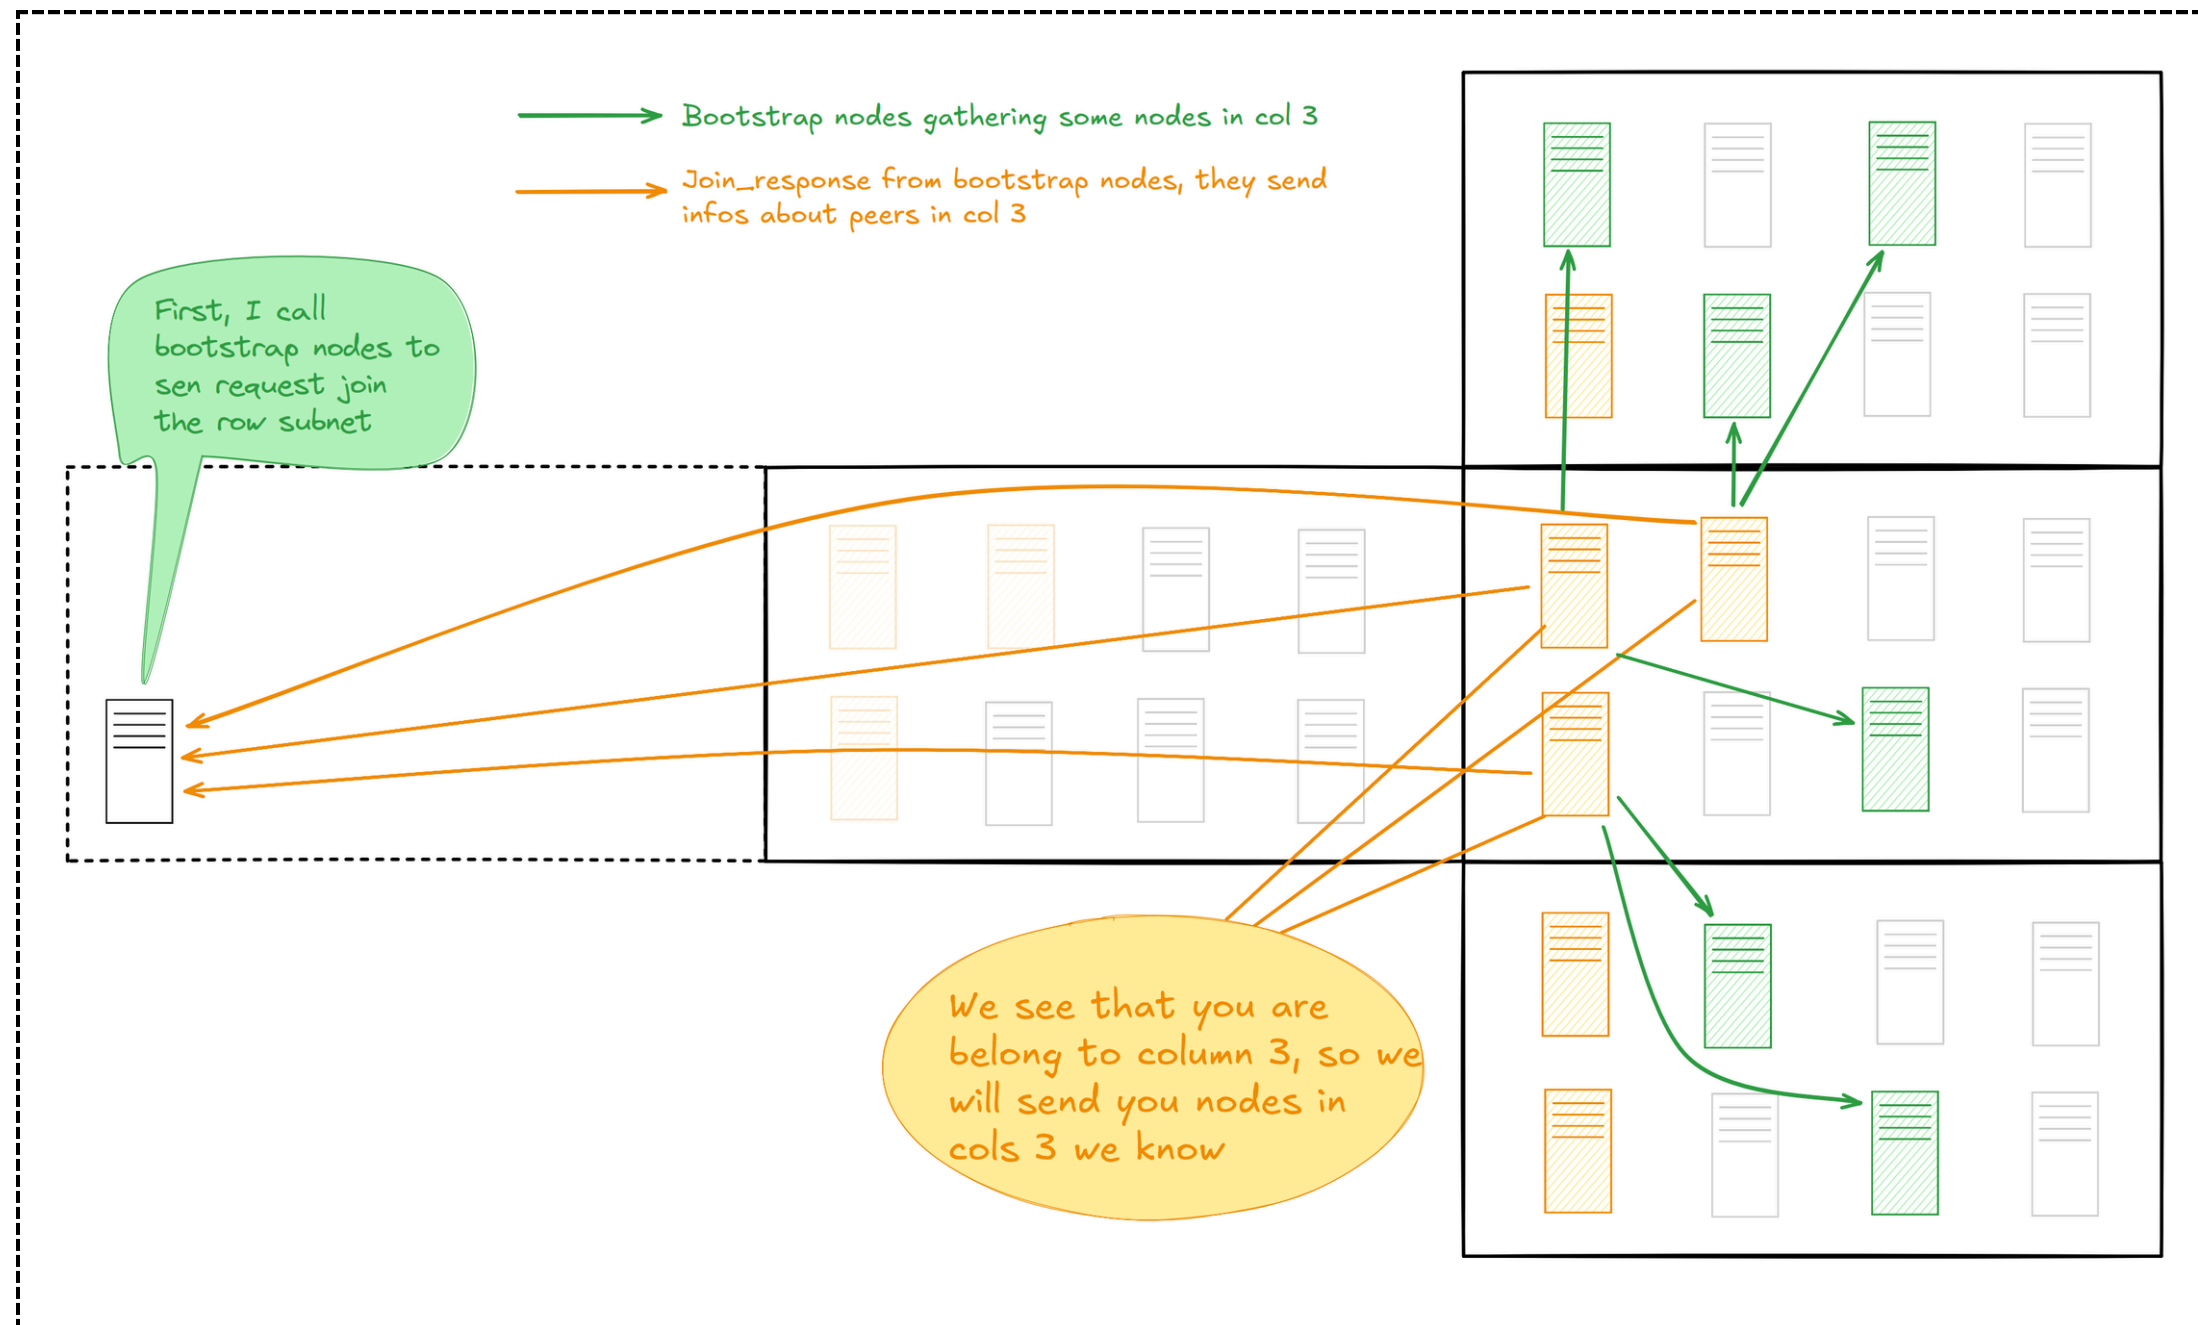 Bootstrap nodes gathering some nodes in col 3
Join_response from bootstrap nodes, they send
infos about peers in col 3
First, I call
bootstrap nodes to
sen request join
the row subnet
We see that you are
belong to column 3, so we
will send you nodes in
cols 3 we know